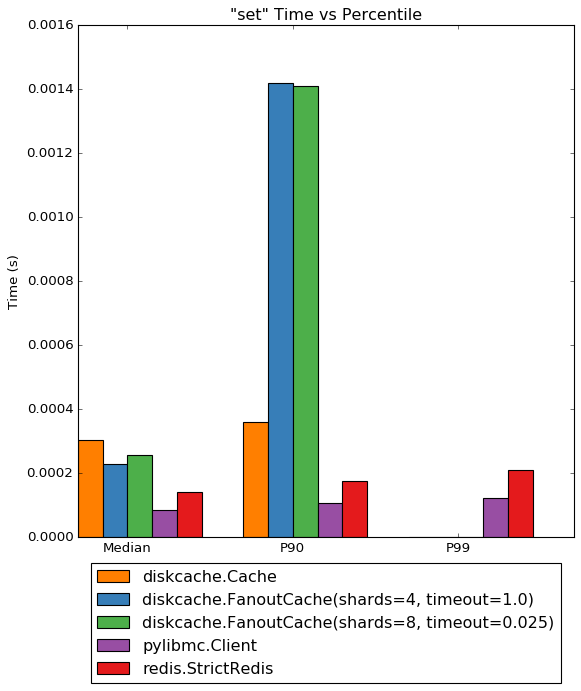 "set" Time vs Percentile
0.0016
0.0014
0.0012
0.0010
0.0008
0.0006
0.0004
0.0002
0.0000
Time (s)
Median P90 P99
diskcache.Cache
diskcache.FanoutCache(shards=4, timeout=1.0)
diskcache.FanoutCache(shards=8, timeout=0.025)
pylibmc.Client
redis.StrictRedis